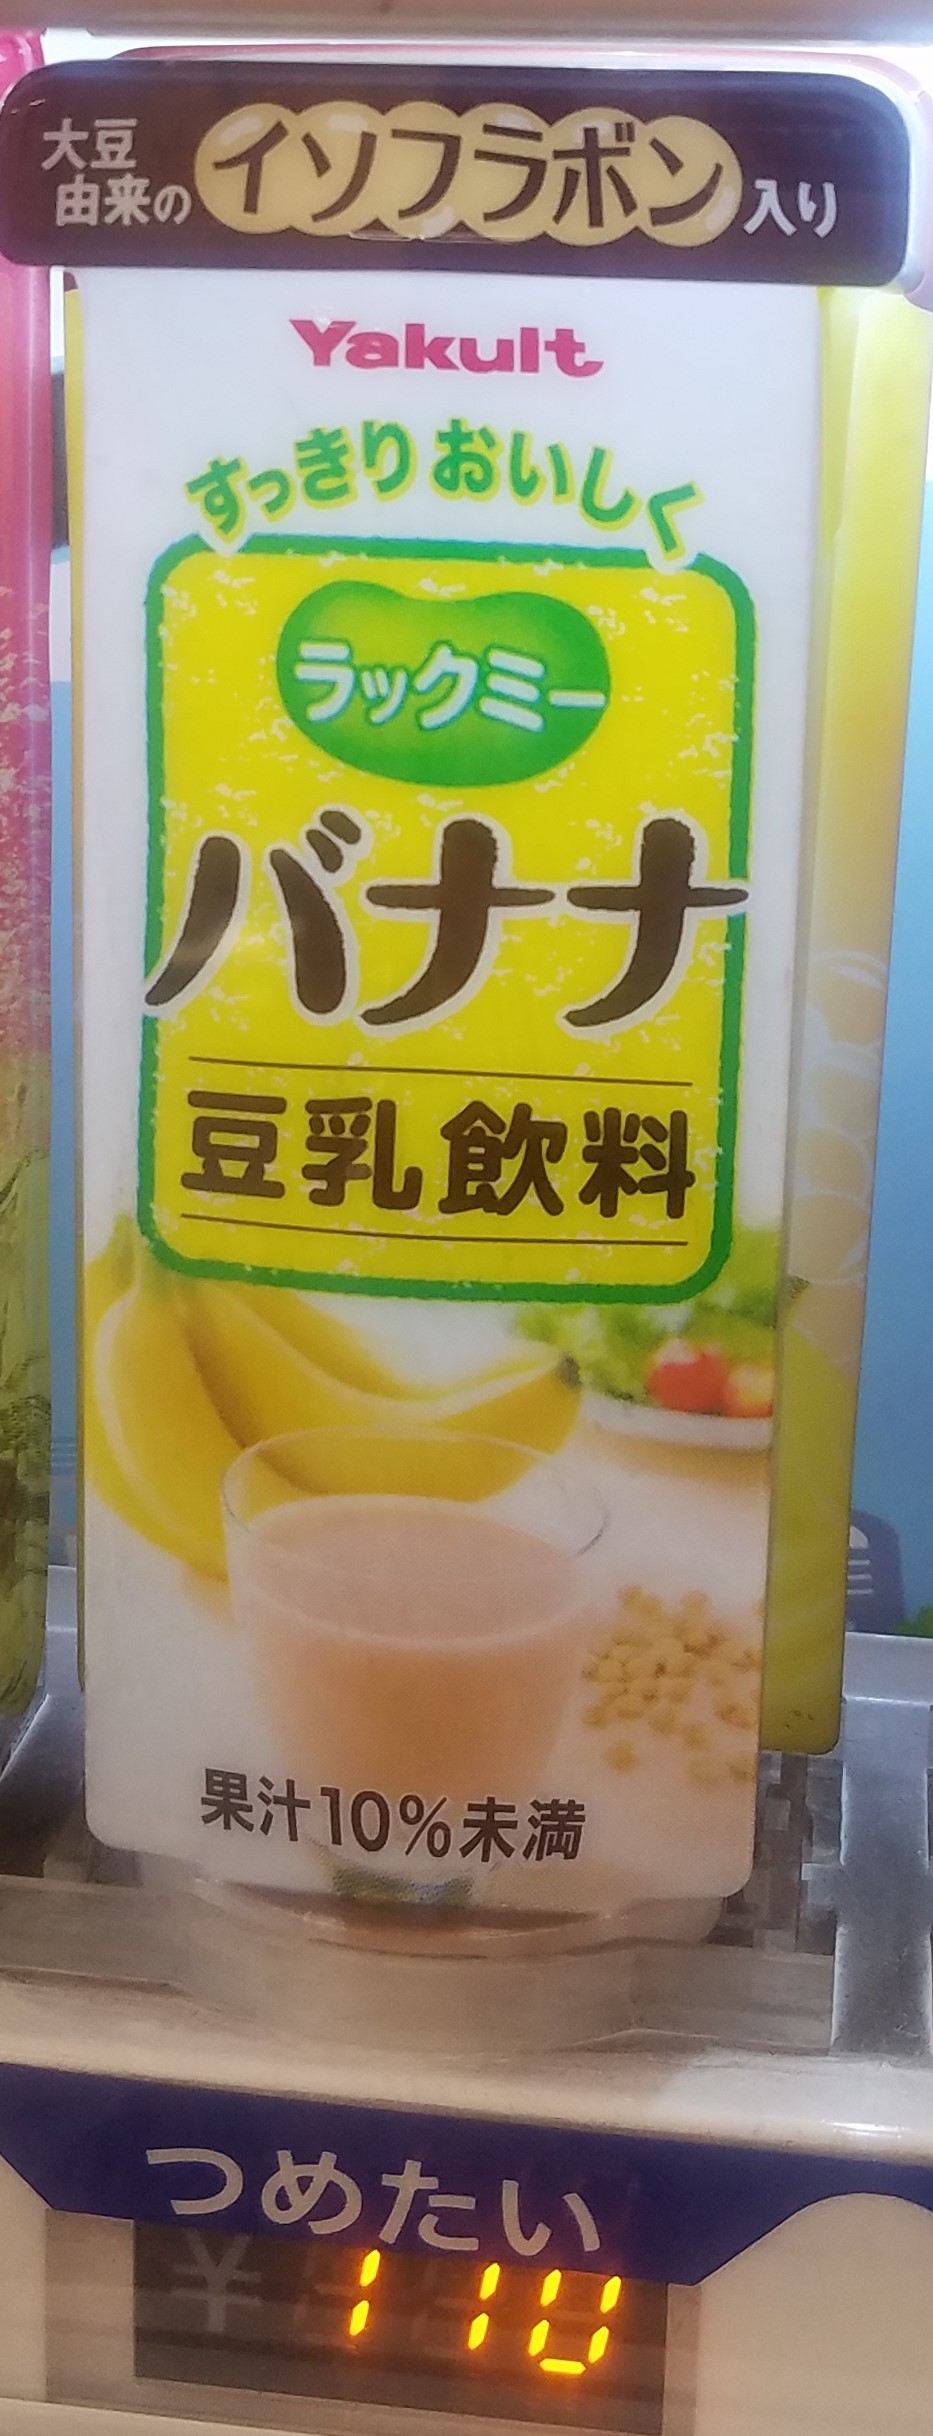 大豆
由来のイソフラボン入り
Yakult
すっきりおいしく
ラックミー
バナナ
豆乳飲料
果汁10%未満
つめたい
¥110